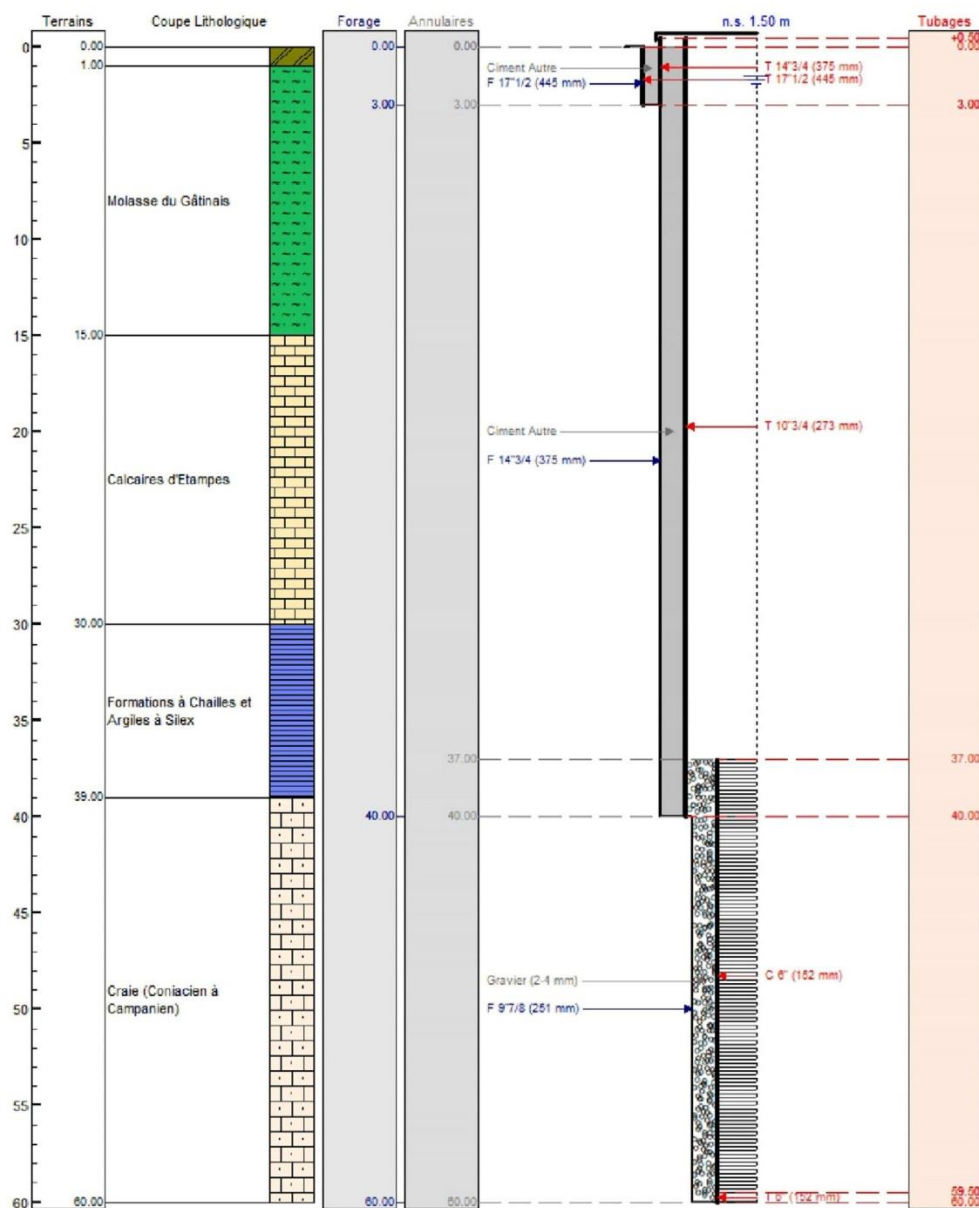 Terrains
Coupe Lithologique
Forage
Annulaires
n.s. 1.50 m
Tubages
0
0.00
0.00
0.00
+0.50
0.00
1.00
Ciment Autre
T 14"3/4 (375 mm)
F 17"1/2 (445 mm)
T 17"1/2 (445 mm)
3.00
3.00
3.00
5
Molasse du Gâtinais
10
15
15.00
20
Ciment Autre
T 10"3/4 (273 mm)
F 14"3/4 (375 mm)
Calcaires d'Etampes
25
30
30.00
Formations à Chailles et
Argiles à Silex
35
37.00
37.00
39.00
40
40.00
40.00
40.00
45
Gravier (2-4 mm)
C 6" (152 mm)
Craie (Coniacien à
Campanien)
50
F 9"7/8 (251 mm)
55
59.50
60
60.00
60.00
60.00
T 6" (152 mm)
60.00